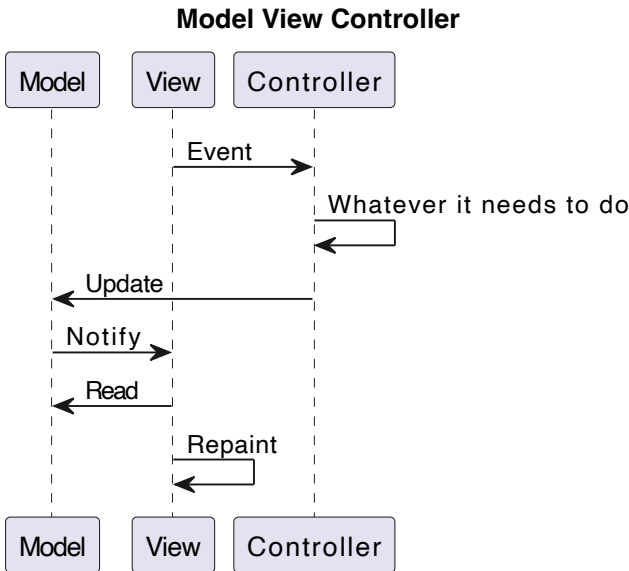 Model View Controller
Model View Controller
Event
Whatever it needs to do
Update
Notify
Read
Repaint
Model View Controller